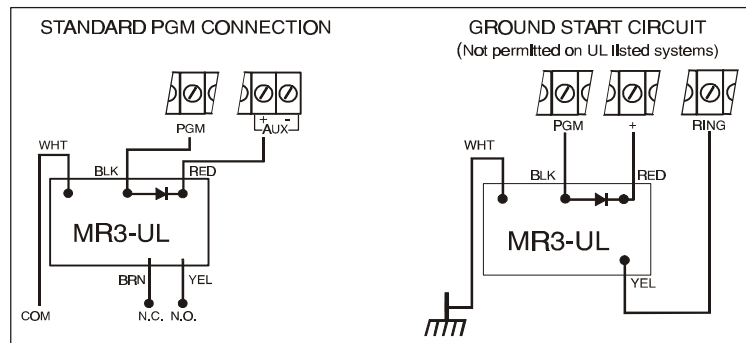 STANDARD PGM CONNECTION
PGM
+ -
AUX
WHT
BLK
RED
MR3-UL
BRN
YEL
COM
N.C.
N.O.
GROUND START CIRCUIT
(Not permitted on UL listed systems)
PGM
+
RING
WHT
BLK
RED
MR3-UL
YEL